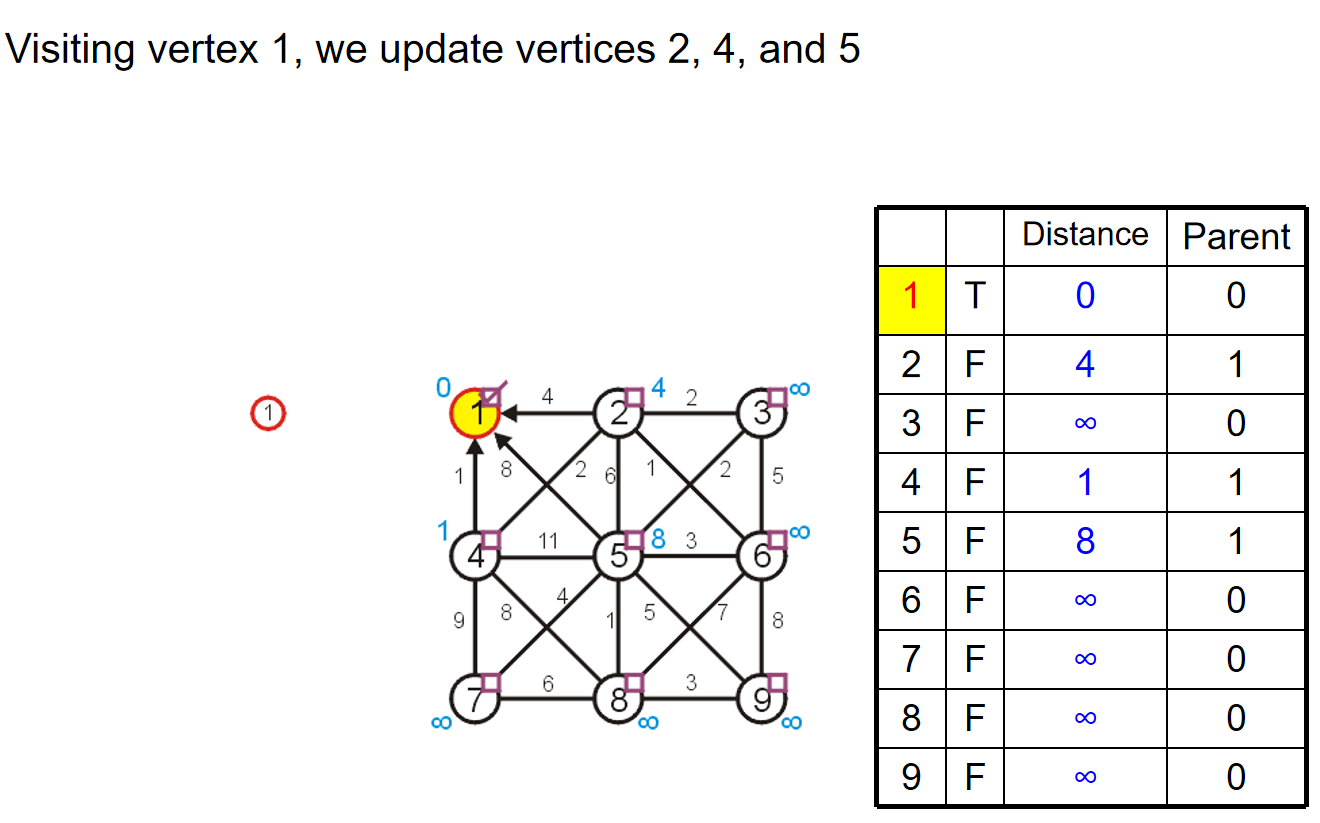 Visiting vertex 1, we update vertices 2, 4, and 5
Distance Parent
1 T 0 0
2 F 4 1
3 F ∞ 0
4 F 1 1
5 F 8 1
6 F ∞ 0
7 F ∞ 0
8 F ∞ 0
9 F ∞ 0
1
0 4 ∞
1 4 2 2 3
1 8 2 6 1 2 5
1 8 ∞
4 11 5 3 6
9 8 4 1 5 7 8
7 6 8 3 9
∞ ∞ ∞